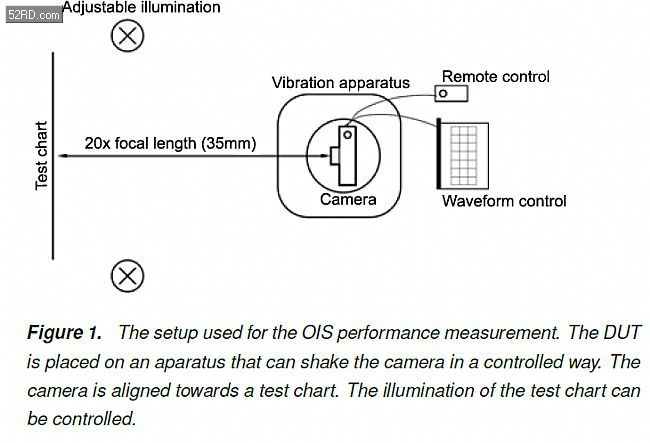 52RD.com
Adjustable illumination
Vibration apparatus
Remote control
20x focal length (35mm)
Test chart
Camera
Waveform control
Figure 1. The setup used for the OIS performance measurement. The DUT
is placed on an aparatus that can shake the camera in a controlled way. The
camera is aligned towards a test chart. The illumination of the test chart can
be controlled.